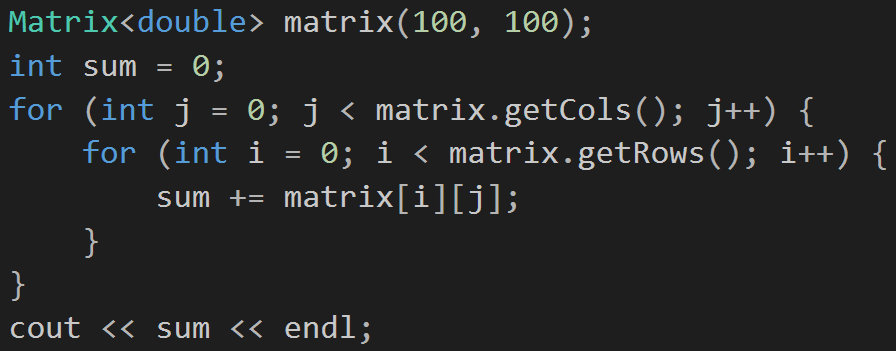 Matrix<double> matrix(100, 100);
int sum = 0;
for (int j = 0; j < matrix.getCols(); j++) {
    for (int i = 0; i < matrix.getRows(); i++) {
        sum += matrix[i][j];
    }
}
cout << sum << endl;